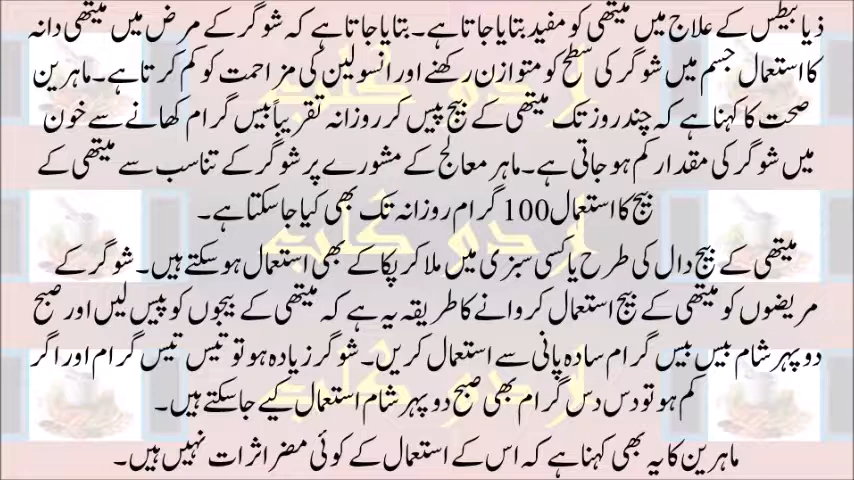 ذیابیطس کے علاج میں میتھی کو مفید بتایا جاتا ہے۔ بتایا جاتا ہے کہ شوگر کے مرض میں میتھی دانہ
کا استعمال جسم میں شوگر کی سطح کو متوازن رکھنے اور انسولین کی مزاحمت کو کم کرتا ہے۔ ماہرین
صحت کا کہنا ہے کہ چند روز تک میتھی کے بیج پیس کر روزانہ تقریباً بیس گرام کھانے سے خون
میں شوگر کی مقدار کم ہو جاتی ہے۔ ماہر معالج کے مشورے پر شوگر کے تناسب سے میتھی کے
بیج کا استعمال 100 گرام روزانہ تک بھی کیا جا سکتا ہے۔
میتھی کے بیج دال کی طرح یا کسی سبزی میں ملا کر پکا کے بھی استعمال ہو سکتے ہیں۔ شوگر کے
مریضوں کو میتھی کے بیج استعمال کروانے کا طریقہ یہ ہے کہ میتھی کے بیجوں کو پیس لیں اور صبح
دوپہر شام بیس بیس گرام سادہ پانی سے استعمال کریں۔ شوگر زیادہ ہو تو تیس تیس گرام اور اگر
کم ہو تو دس دس گرام بھی صبح دوپہر شام استعمال کیے جا سکتے ہیں۔
ماہرین کا یہ بھی کہنا ہے کہ اس کے استعمال کے کوئی مضر اثرات نہیں ہیں۔
اردو کلب
اردو کلب
اردو کلب